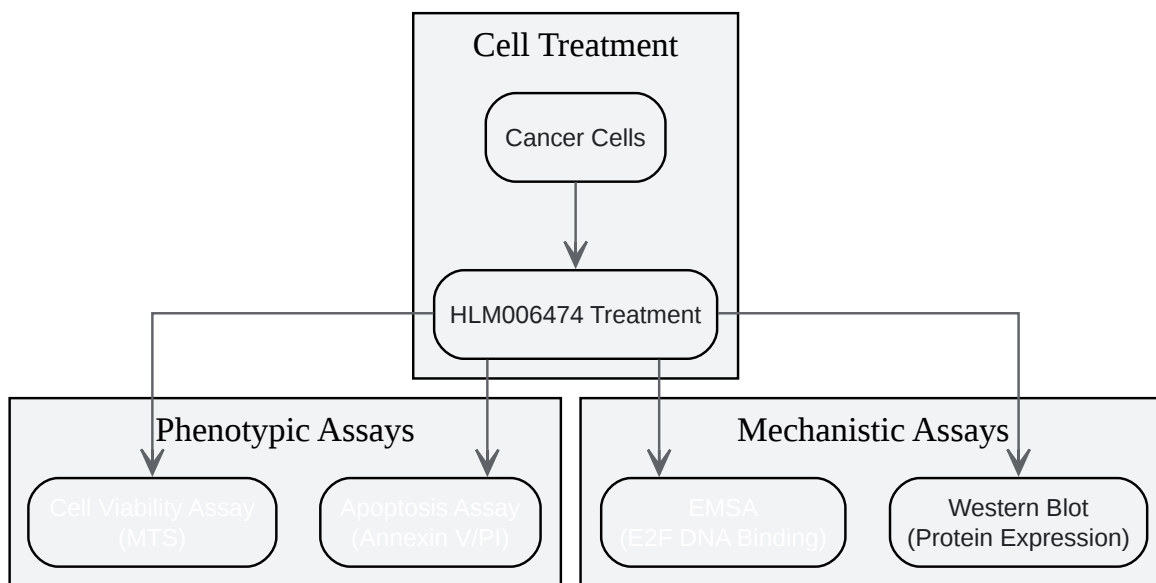 Cell Treatment
Cancer Cells
HLM006474 Treatment
Phenotypic Assays
Mechanistic Assays
Cell Viability Assay
(MTS)
Apoptosis Assay
(Annexin V/PI)
EMSA
(E2F DNA Binding)
Western Blot
(Protein Expression)